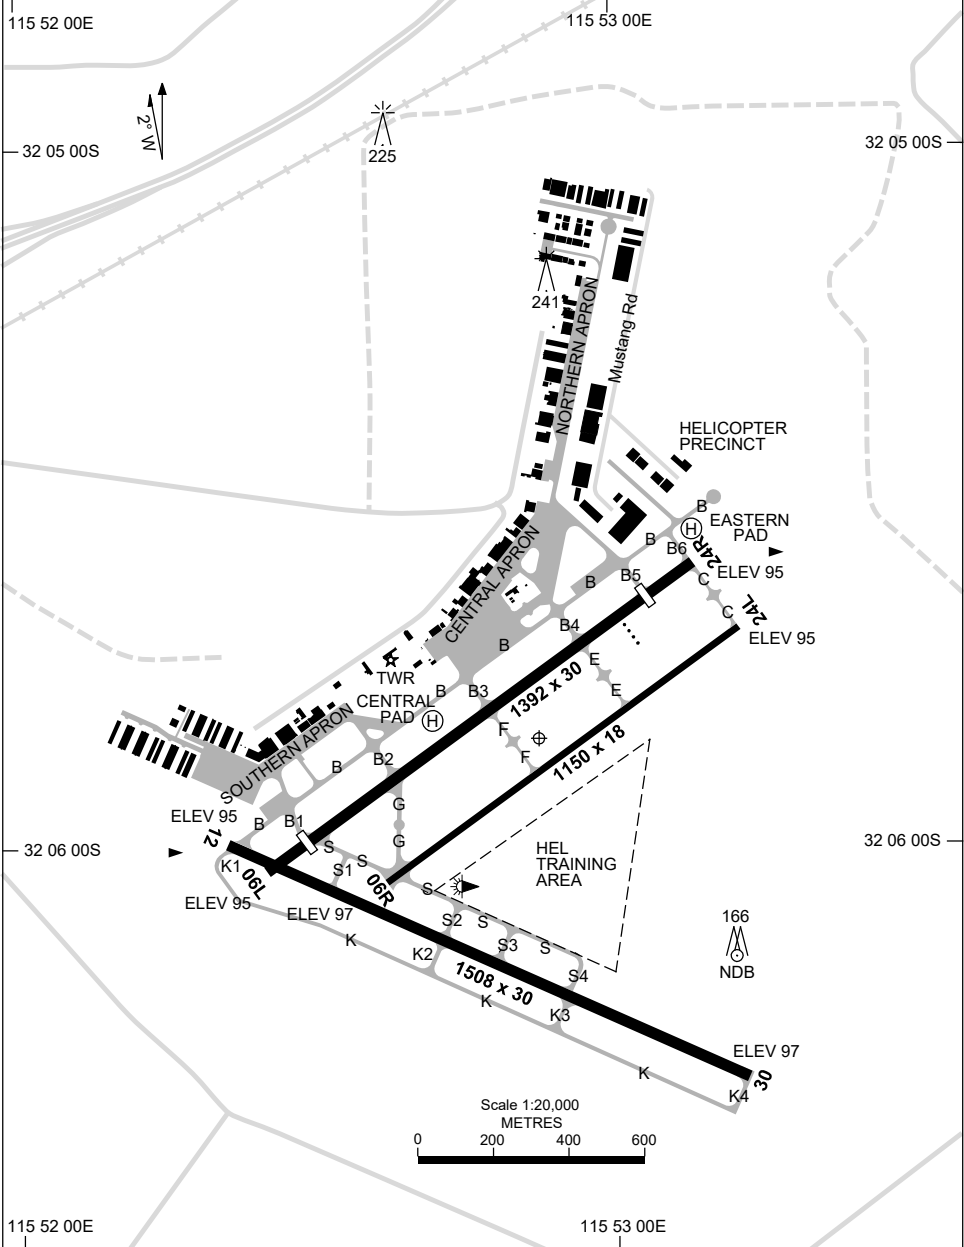 115 52 00E
115 53 00E
2° W
32 05 00S
32 05 00S
225
241
NORTHERN APRON
Mustang Rd
HELICOPTER
PRECINCT
B
EASTERN
PAD
H
B
B6
24R
ELEV 95
B5
C
B
C
24L
ELEV 95
CENTRAL APRON
B4
B
E
TWR
CENTRAL
PAD
H
B
B3
1392 x 30
E
F
F
1150 x 18
SOUTHERN APRON
B2
B
G
ELEV 95
12
B
B1
G
32 06 00S
32 06 00S
S
S
S1
K1
06L
06R
S
HEL
TRAINING
AREA
ELEV 95
ELEV 97
S2
S
S3
S
S4
166
NDB
K
K2
1508 x 30
K
K3
ELEV 97
30
K
K4
Scale 1:20,000
METRES
0
200
400
600
115 52 00E
115 53 00E